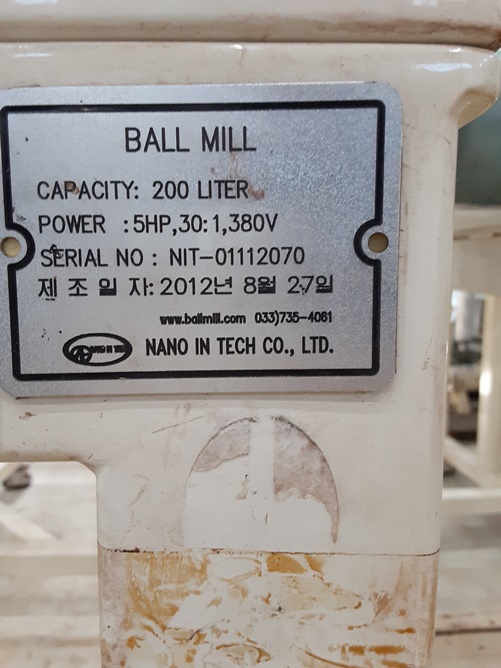 BALL MILL
CAPACITY: 200 LITER
POWER :5HP,30:1,380V
SERIAL NO : NIT-01112070
제 조 일 자: 2012년 8월 27일
www.ballmill.com 033)735-4061
NANO IN TECH CO., LTD.